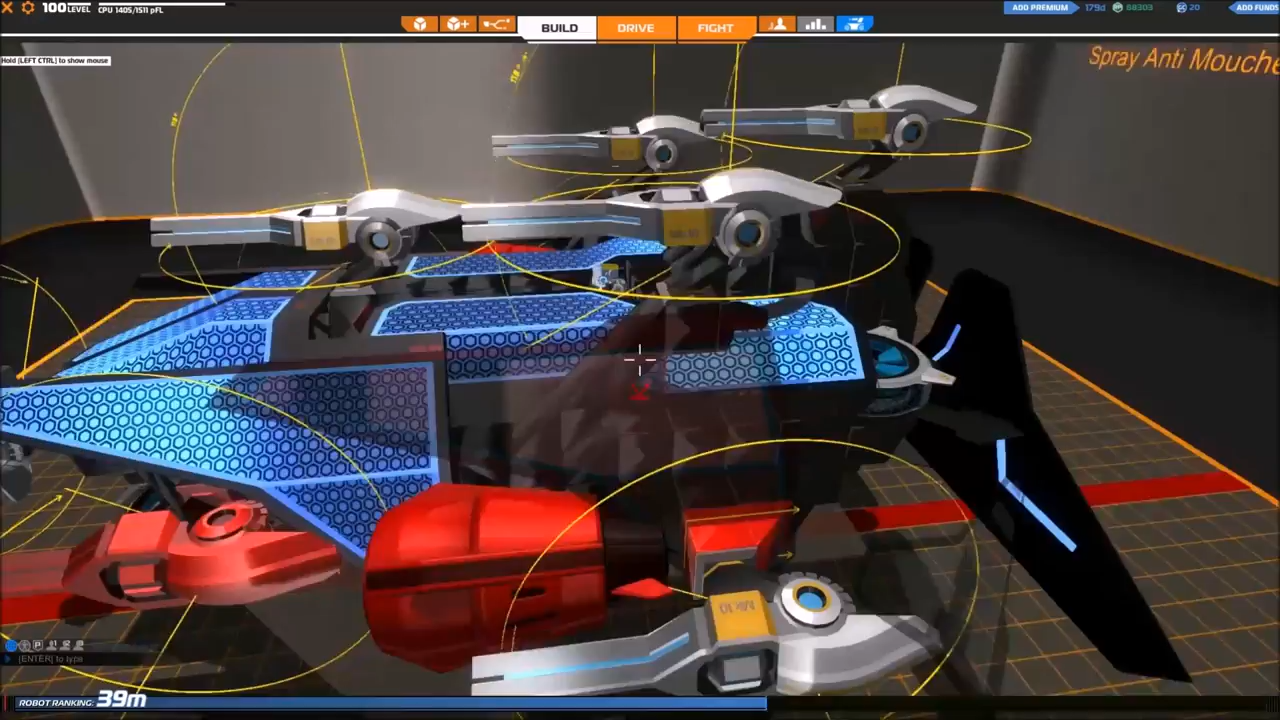 100 LEVEL CPU 1405/1511 pFL
ADD PREMIUM 179d 88303 20 ADD FUNDS
BUILD DRIVE FIGHT
Hold [LEFT CTRL] to show mouse
Spray Anti Mouche
MK10
P
[ENTER] to type
ROBOT RANKING: 39m